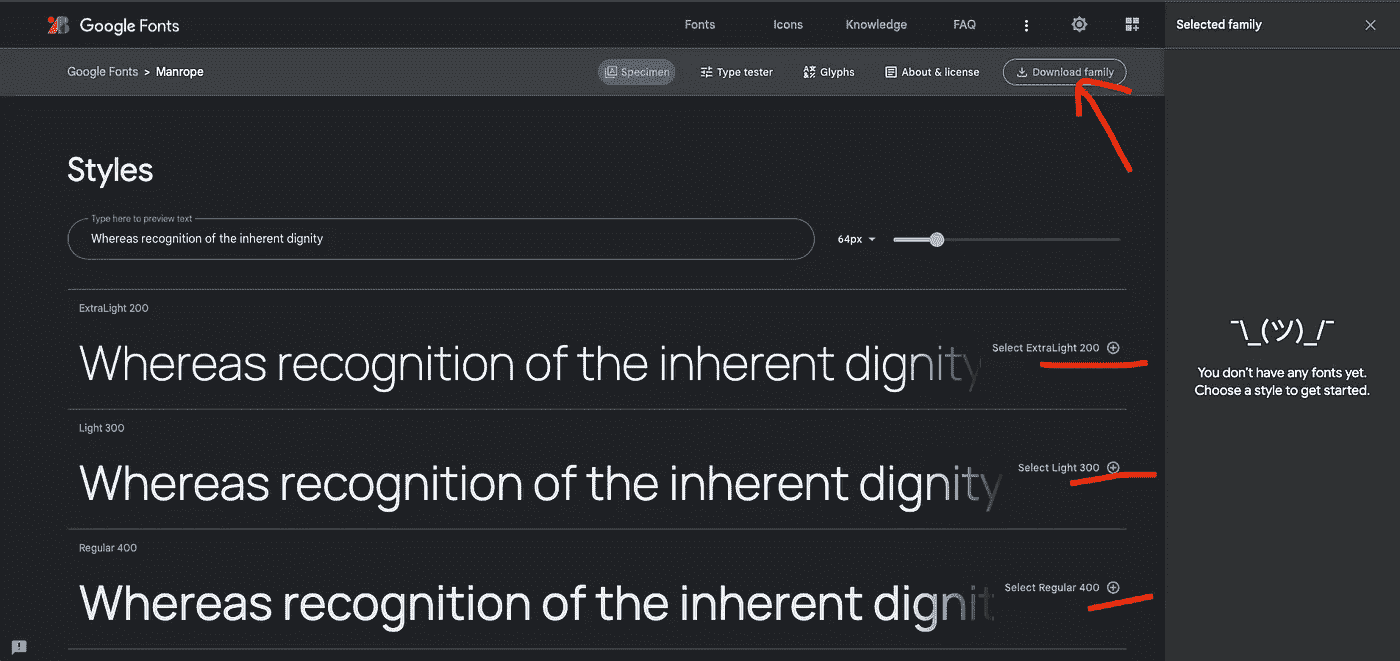 Google Fonts
Fonts
Icons
Knowledge
FAQ
Selected family
Google Fonts > Manrope
Specimen
Type tester
Glyphs
About & license
Download family
Styles
Type here to preview text
Whereas recognition of the inherent dignity
64px
ExtraLight 200
Whereas recognition of the inherent dignity
Select ExtraLight 200
Light 300
Whereas recognition of the inherent dignity
Select Light 300
Regular 400
Whereas recognition of the inherent dignit
Select Regular 400
¯\_(ツ)_/¯
You don't have any fonts yet.
Choose a style to get started.